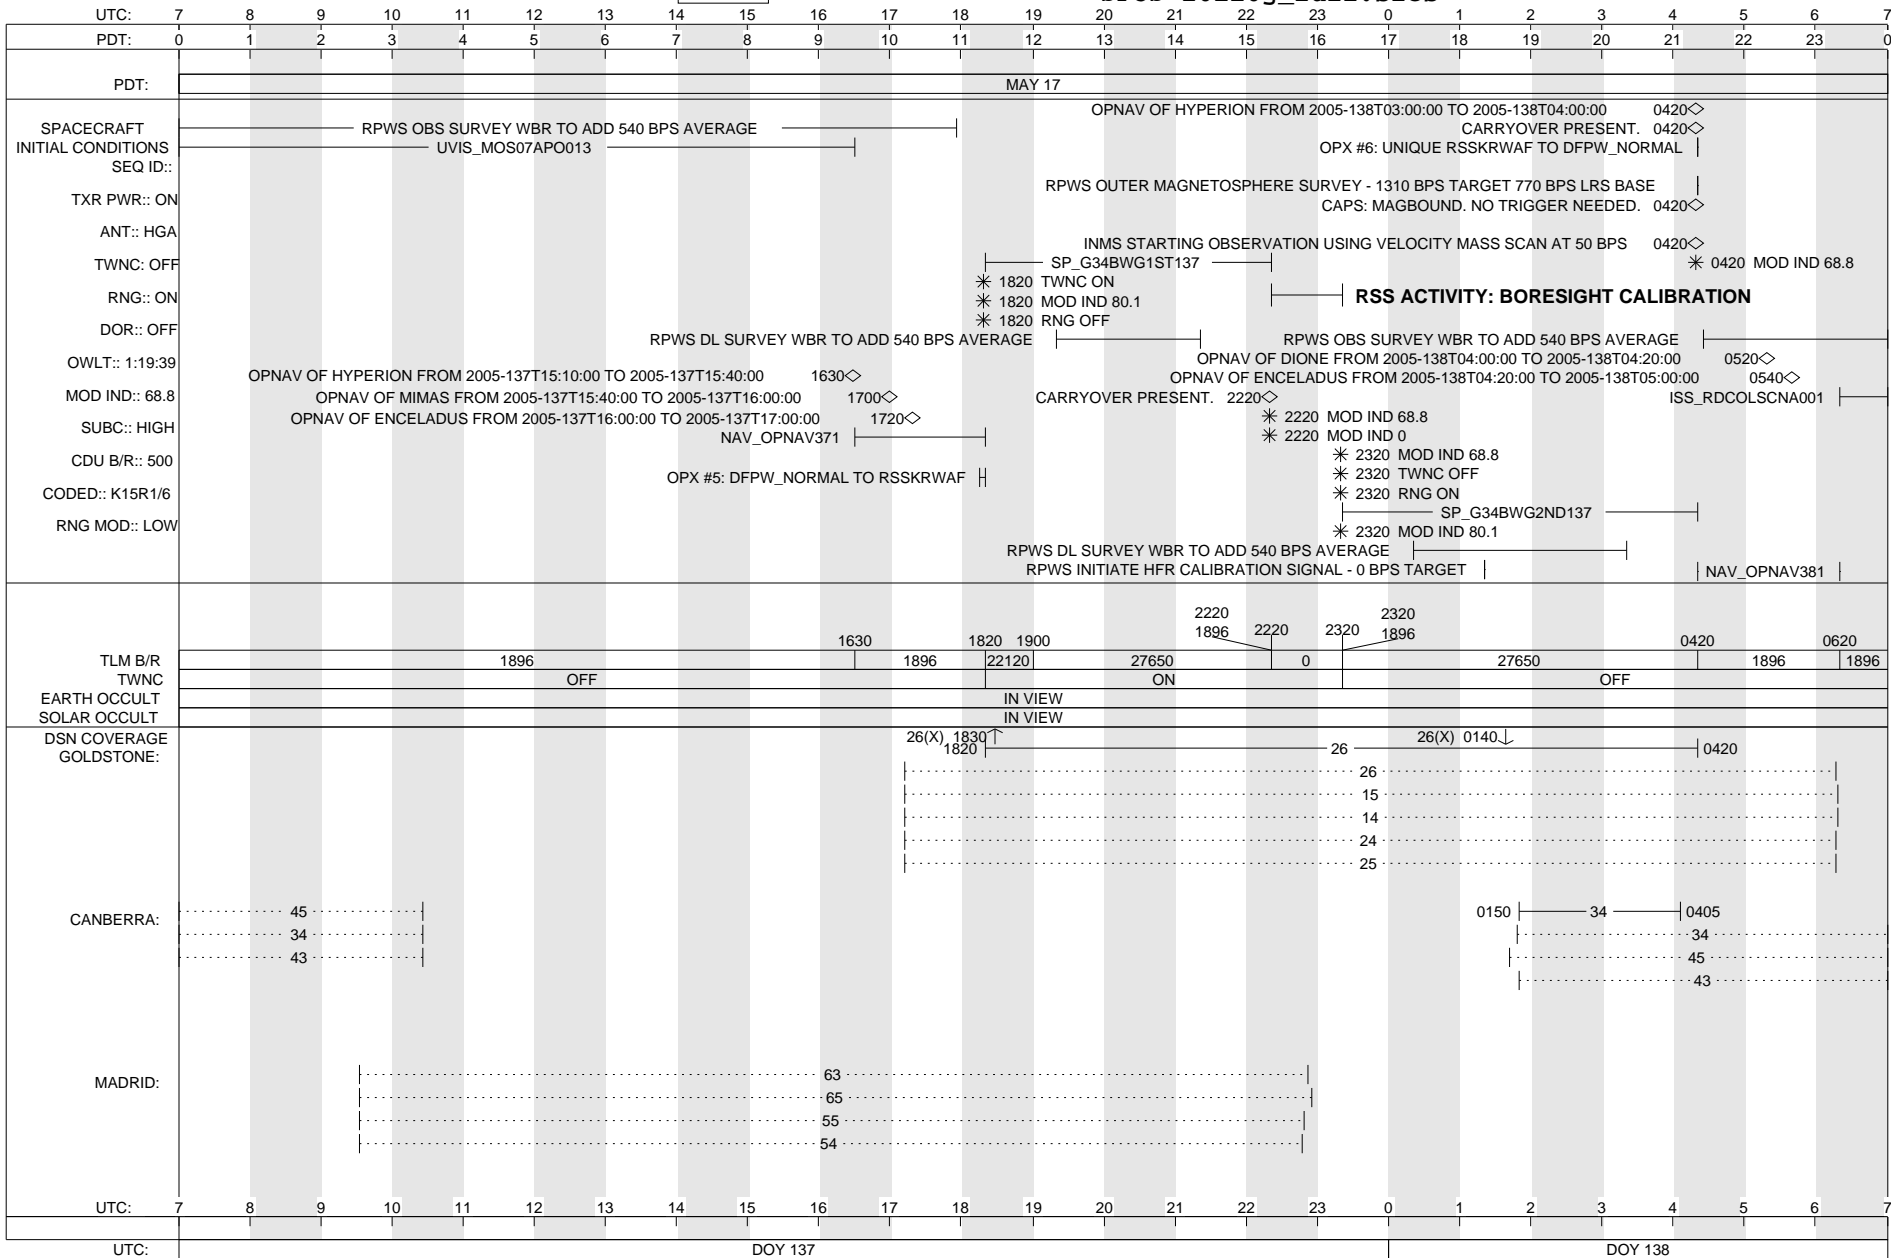 UTC: 7 8 9 10 11 12 13 14 15 16 17 18 19 20 21 22 23 0 1 2 3 4 5 6 7
PDT: 0 1 2 3 4 5 6 7 8 9 10 11 12 13 14 15 16 17 18 19 20 21 22 23 0
PDT: MAY 17
OPNAV OF HYPERION FROM 2005-138T03:00:00 TO 2005-138T04:00:00 0420
SPACECRAFT RPWS OBS SURVEY WBR TO ADD 540 BPS AVERAGE CARRYOVER PRESENT. 0420
INITIAL CONDITIONS UVIS_MOS07APO013 OPX #6: UNIQUE RSSKRWAF TO DFPW_NORMAL
SEQ ID::
RPWS OUTER MAGNETOSPHERE SURVEY - 1310 BPS TARGET 770 BPS LRS BASE
TXR PWR:: ON CAPS: MAGBOUND. NO TRIGGER NEEDED. 0420
ANT:: HGA
INMS STARTING OBSERVATION USING VELOCITY MASS SCAN AT 50 BPS 0420
TWNC: OFF SP_G34BWG1ST137 0420 MOD IND 68.8
1820 TWNC ON
RNG:: ON 1820 MOD IND 80.1 RSS ACTIVITY: BORESIGHT CALIBRATION
1820 RNG OFF
DOR:: OFF
RPWS DL SURVEY WBR TO ADD 540 BPS AVERAGE RPWS OBS SURVEY WBR TO ADD 540 BPS AVERAGE
OWLT:: 1:19:39 OPNAV OF DIONE FROM 2005-138T04:00:00 TO 2005-138T04:20:00 0520
OPNAV OF HYPERION FROM 2005-137T15:10:00 TO 2005-137T15:40:00 1630 OPNAV OF ENCELADUS FROM 2005-138T04:20:00 TO 2005-138T05:00:00 0540
MOD IND:: 68.8 OPNAV OF MIMAS FROM 2005-137T15:40:00 TO 2005-137T16:00:00 1700 CARRYOVER PRESENT. 2220 ISS_RDCOLSCNA001
OPNAV OF ENCELADUS FROM 2005-137T16:00:00 TO 2005-137T17:00:00 1720 2220 MOD IND 68.8
SUBC:: HIGH NAV_OPNAV371 2220 MOD IND 0
2320 MOD IND 68.8
CDU B/R:: 500 2320 TWNC OFF
OPX #5: DFPW_NORMAL TO RSSKRWAF
CODED:: K15R1/6 2320 RNG ON
SP_G34BWG2ND137
RNG MOD:: LOW 2320 MOD IND 80.1
RPWS DL SURVEY WBR TO ADD 540 BPS AVERAGE
RPWS INITIATE HFR CALIBRATION SIGNAL - 0 BPS TARGET NAV_OPNAV381
2220 2320
1896 2220 2320 1896
1630 1820 1900 0420 0620
TLM B/R 1896 1896 22120 27650 0 27650 1896 1896
TWNC OFF ON OFF
EARTH OCCULT IN VIEW
SOLAR OCCULT IN VIEW
DSN COVERAGE 26(X) 1830 26(X) 0140
GOLDSTONE: 1820 26 0420
26
15
14
24
25
45 0150 34 0405
CANBERRA:
34 34
43 45
43
MADRID: 63
65
55
54
UTC: 7 8 9 10 11 12 13 14 15 16 17 18 19 20 21 22 23 0 1 2 3 4 5 6 7
UTC: DOY 137 DOY 138